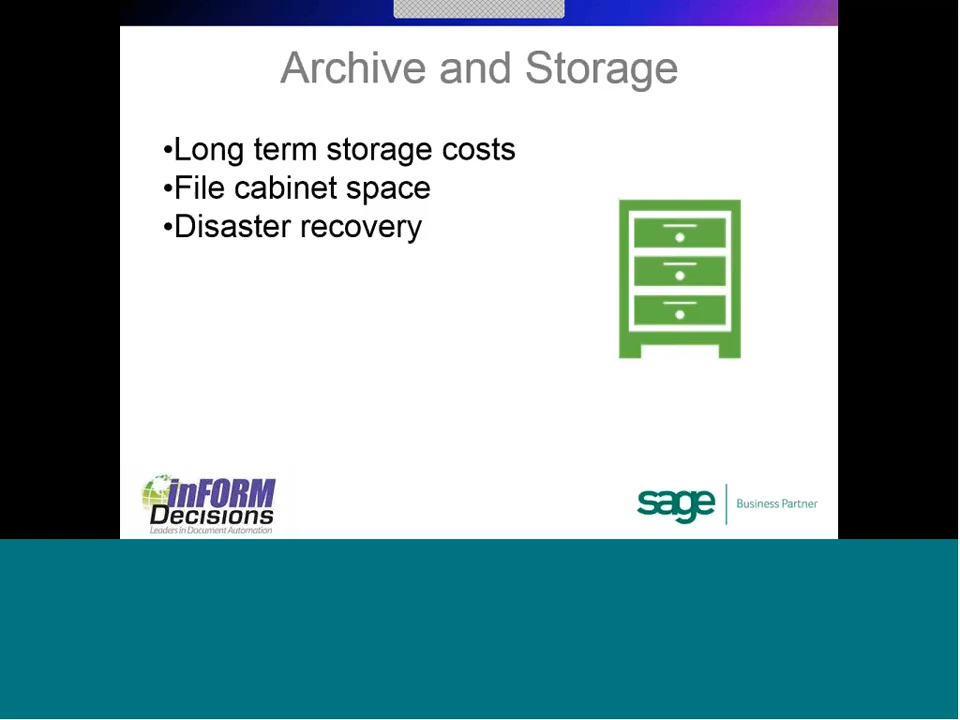 Archive and Storage
•Long term storage costs
•File cabinet space
•Disaster recovery
inFORM
Decisions
Leaders in Document Automation
sage Business Partner